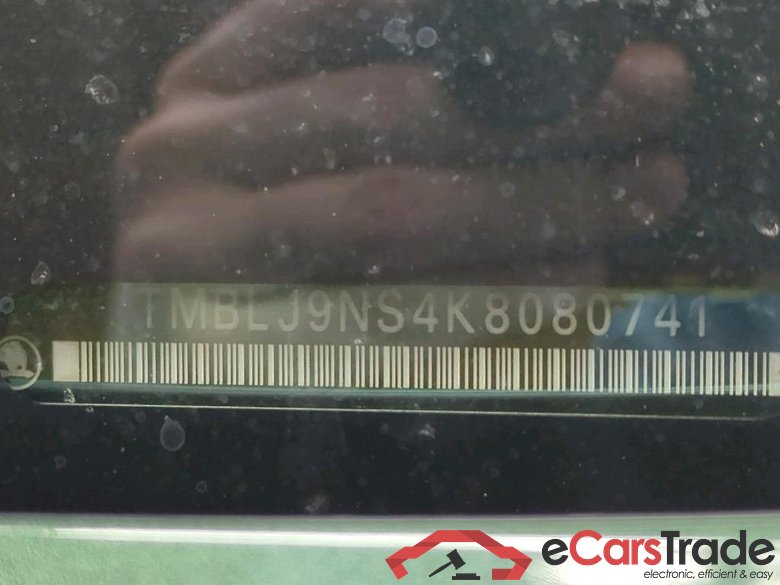 TMBLJ9NS4K8080741
eCarsTrade
electronic, efficient & easy